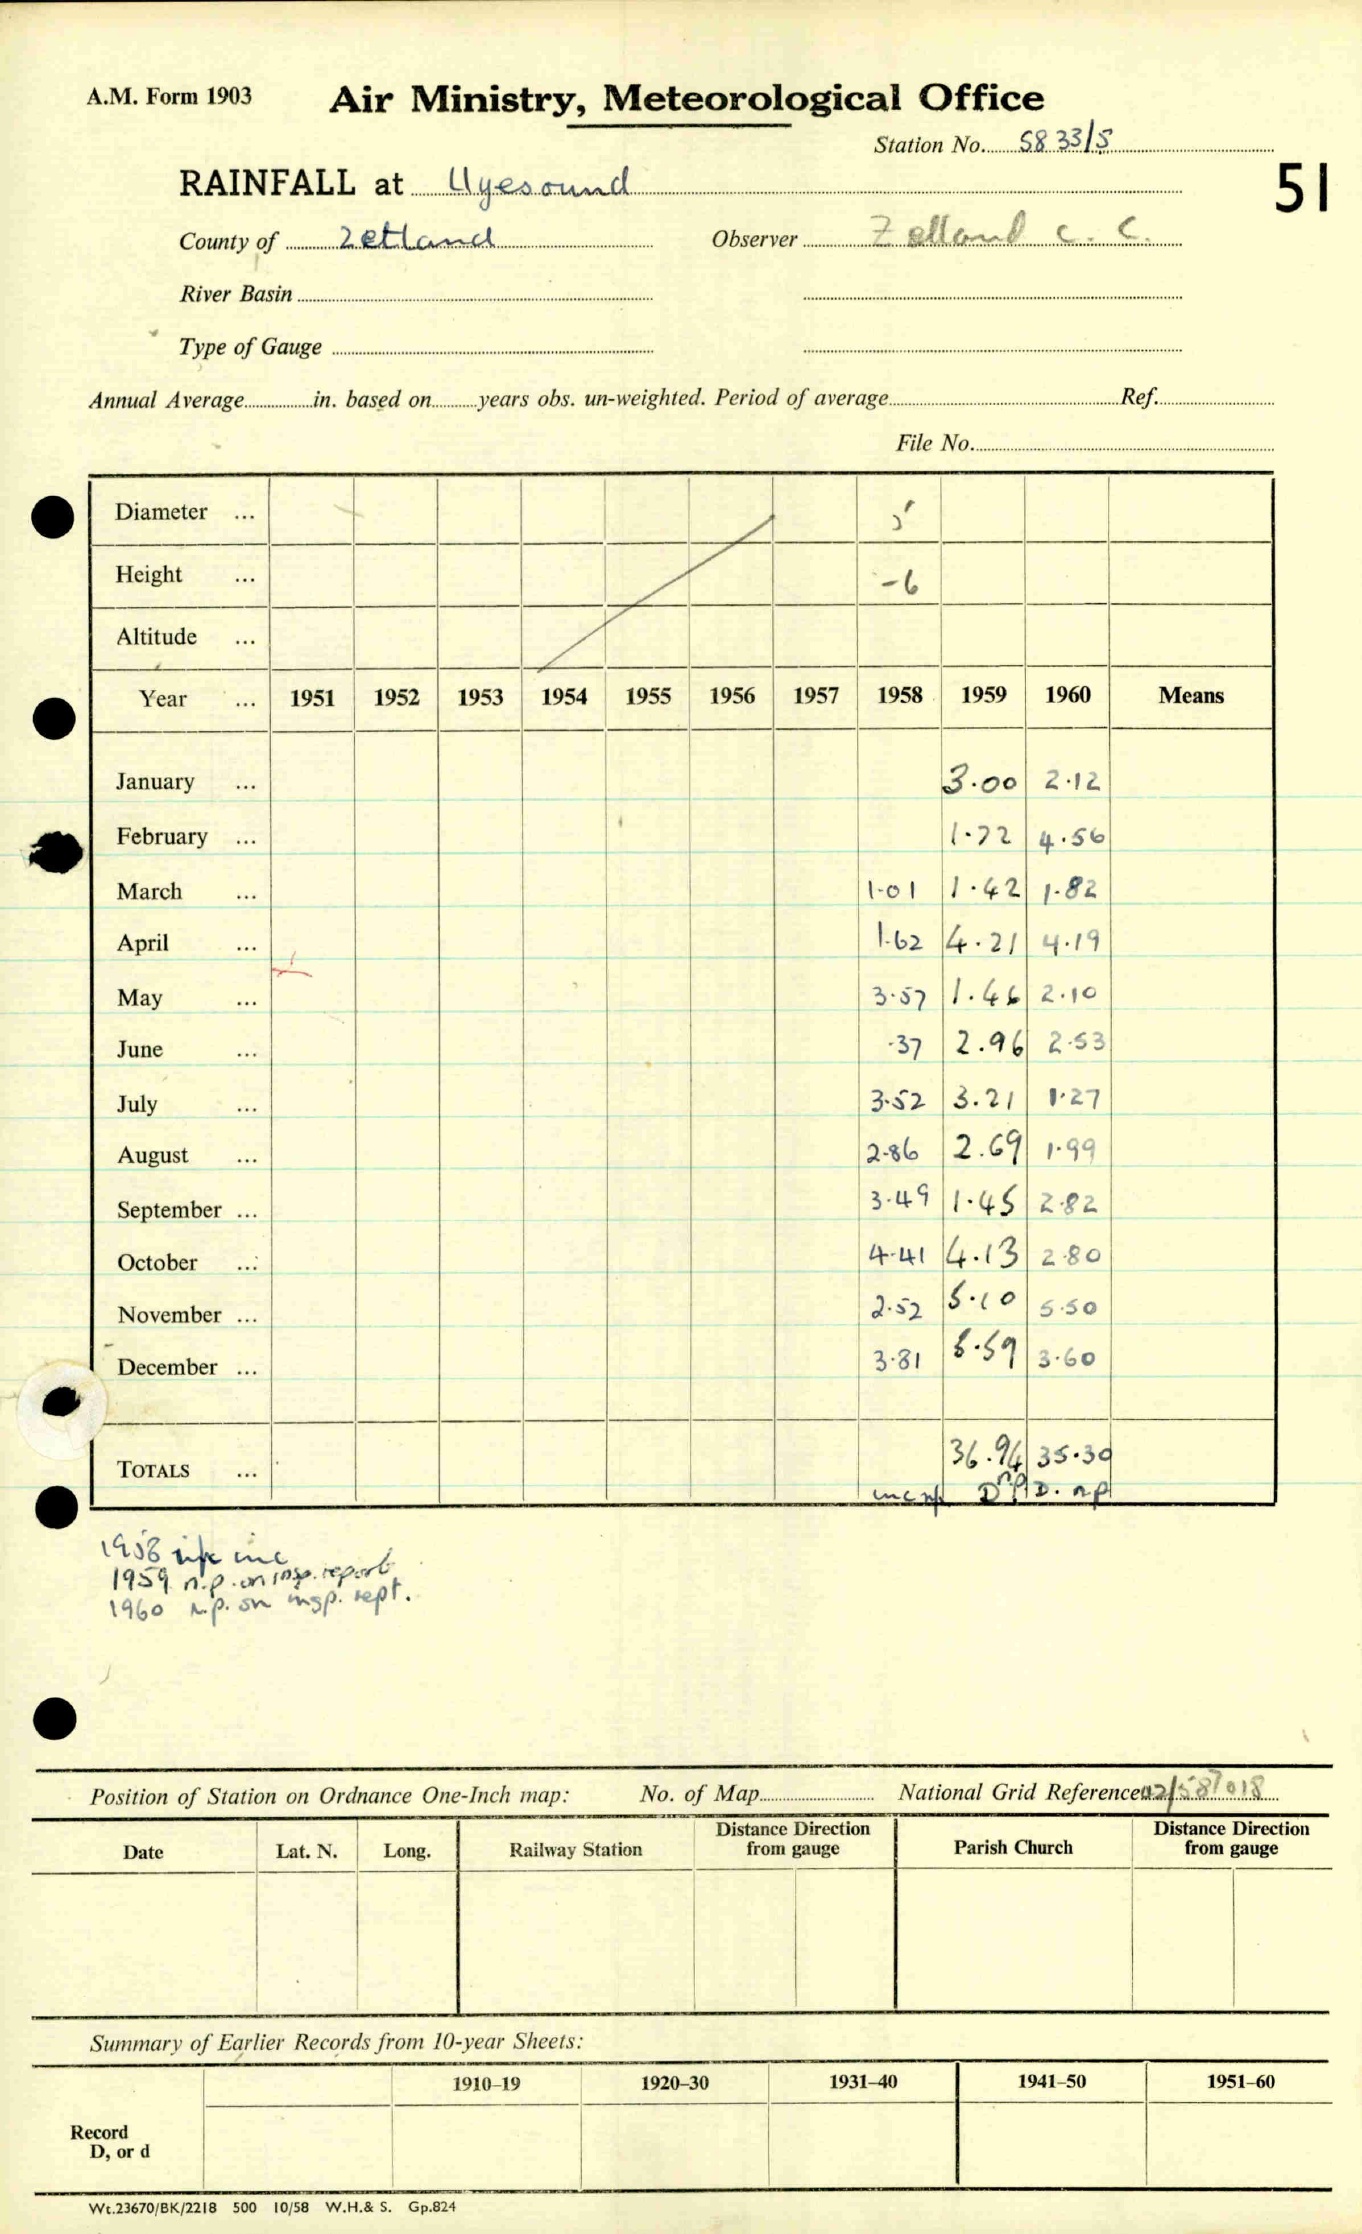 A.M. Form 1903 Air Ministry, Meteorological Office
Station No. 5833/5
RAINFALL at Uyesound 51
County of Zetland Observer Zetland C. C.
River Basin
Type of Gauge
Annual Average in. based on years obs. un-weighted. Period of average Ref.
File No.
Diameter ... 5
Height ... -6
Altitude ...
Year ... 1951 1952 1953 1954 1955 1956 1957 1958 1959 1960 Means
January ... 3.00 2.12
February ... 1.72 4.56
March ... 1.01 1.42 1.82
April ... 1.62 4.21 4.19
May ... 3.57 1.46 2.10
June ... .37 2.96 2.53
July ... 3.52 3.21 1.27
August ... 2.86 2.69 1.99
September ... 3.49 1.45 2.82
October ... 4.41 4.13 2.80
November ... 2.52 5.10 5.50
December ... 3.81 5.59 3.60
TOTALS ... 36.94 35.30
inc np D np D. n.p
1958 inc
1959 n.p. on insp. report
1960 n.p. on insp. rept.
Position of Station on Ordnance One-Inch map: No. of Map National Grid Reference
Date Lat. N. Long. Railway Station Distance Direction from gauge Parish Church Distance Direction from gauge
Summary of Earlier Records from 10-year Sheets:
1910–19 1920–30 1931–40 1941–50 1951–60
Record
D, or d
Wt.23670/BK/2218 500 10/58 W.H.& S. Gp.824